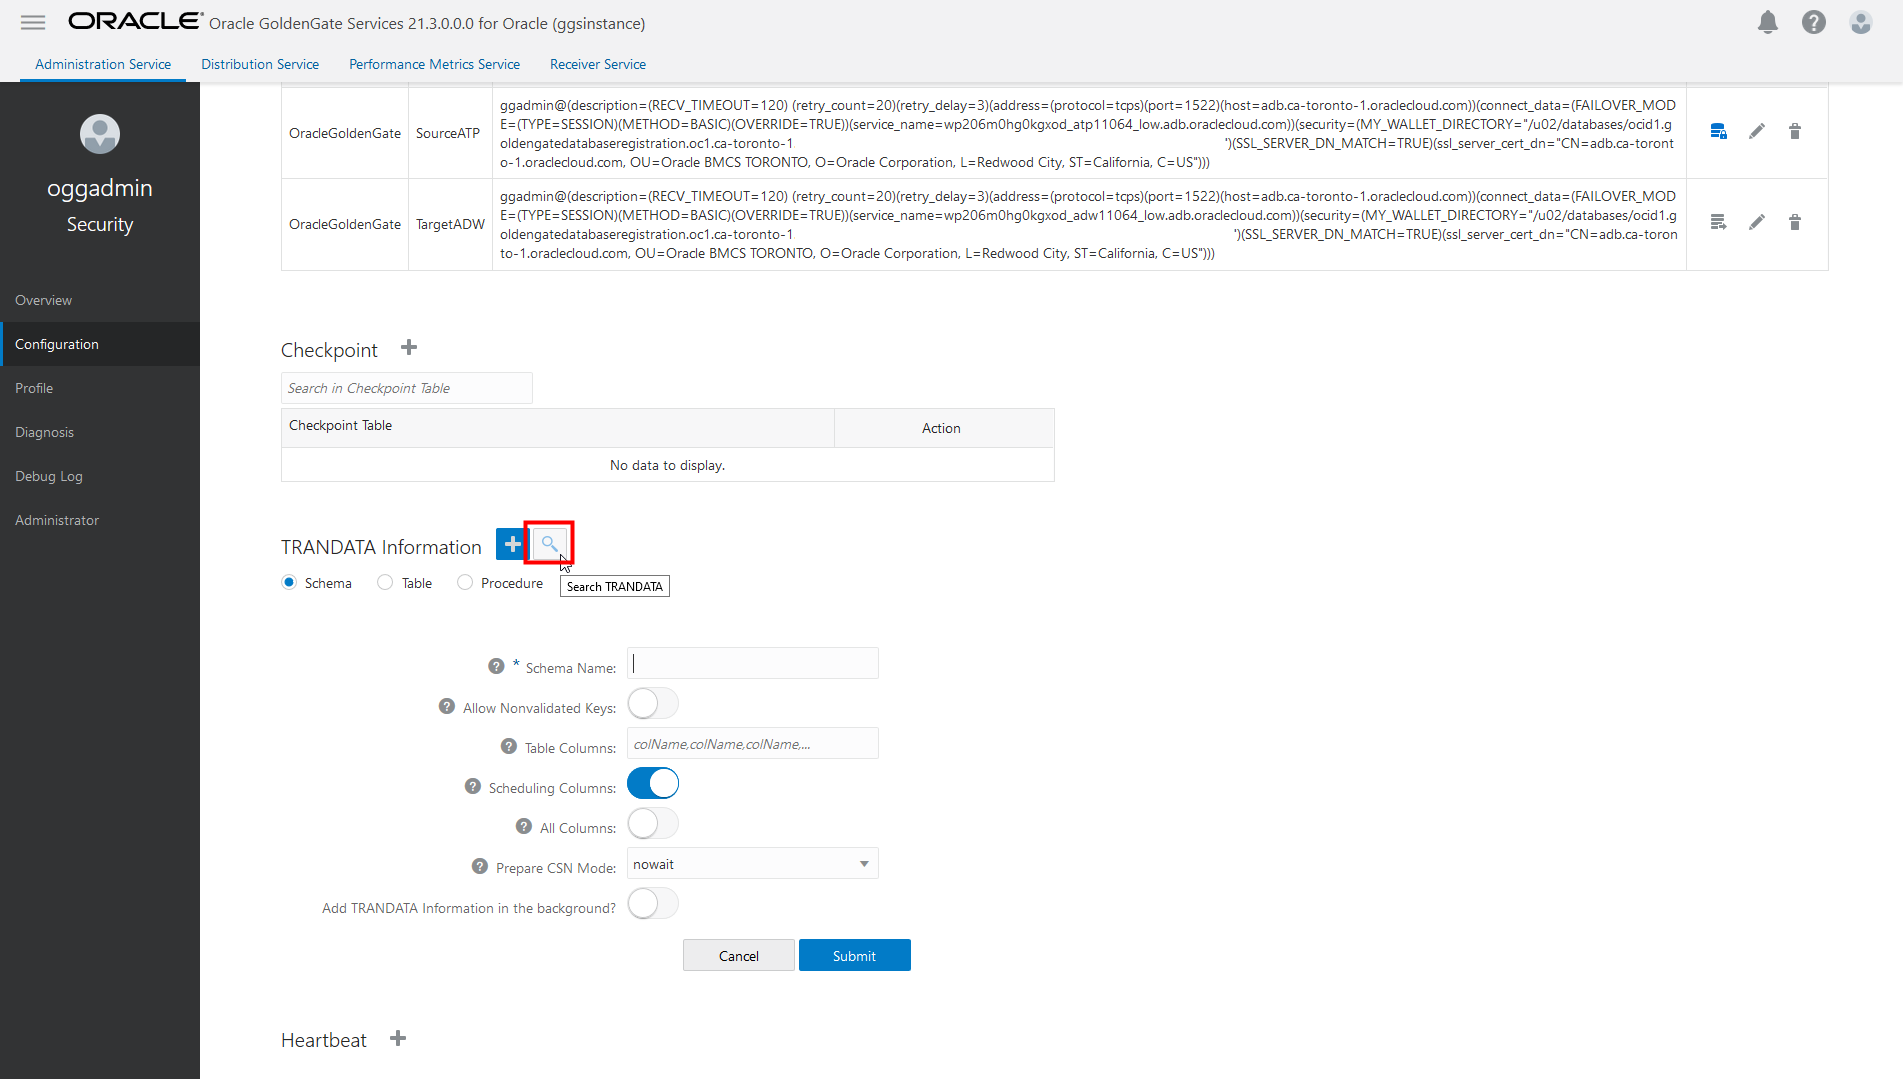 ORACLE Oracle GoldenGate Services 21.3.0.0.0 for Oracle (ggsinstance)
Administration Service Distribution Service Performance Metrics Service Receiver Service
oggadmin
Security
Overview
Configuration
Profile
Diagnosis
Debug Log
Administrator
OracleGoldenGate SourceATP
ggadmin@(description=(RECV_TIMEOUT=120) (retry_count=20)(retry_delay=3)(address=(protocol=tcps)(port=1522)(host=adb.ca-toronto-1.oraclecloud.com))(connect_data=(FAILOVER_MOD
E=(TYPE=SESSION)(METHOD=BASIC)(OVERRIDE=TRUE))(service_name=wp206m0hg0kgxod_atp11064_low.adb.oraclecloud.com))(security=(MY_WALLET_DIRECTORY="/u02/databases/ocid1.g
oldengatedatabaseregistration.oc1.ca-toronto-1 ')(SSL_SERVER_DN_MATCH=TRUE)(ssl_server_cert_dn="CN=adb.ca-toront
o-1.oraclecloud.com, OU=Oracle BMCS TORONTO, O=Oracle Corporation, L=Redwood City, ST=California, C=US")))
OracleGoldenGate TargetADW
ggadmin@(description=(RECV_TIMEOUT=120) (retry_count=20)(retry_delay=3)(address=(protocol=tcps)(port=1522)(host=adb.ca-toronto-1.oraclecloud.com))(connect_data=(FAILOVER_MOD
E=(TYPE=SESSION)(METHOD=BASIC)(OVERRIDE=TRUE))(service_name=wp206m0hg0kgxod_adw11064_low.adb.oraclecloud.com))(security=(MY_WALLET_DIRECTORY="/u02/databases/ocid1.g
oldengatedatabaseregistration.oc1.ca-toronto-1 ')(SSL_SERVER_DN_MATCH=TRUE)(ssl_server_cert_dn="CN=adb.ca-toron
to-1.oraclecloud.com, OU=Oracle BMCS TORONTO, O=Oracle Corporation, L=Redwood City, ST=California, C=US")))
Checkpoint
Search in Checkpoint Table
Checkpoint Table Action
No data to display.
TRANDATA Information
Schema Table Procedure
Search TRANDATA
* Schema Name:
Allow Nonvalidated Keys:
Table Columns: colName,colName,colName,...
Scheduling Columns:
All Columns:
Prepare CSN Mode: nowait
Add TRANDATA Information in the background?
Cancel Submit
Heartbeat